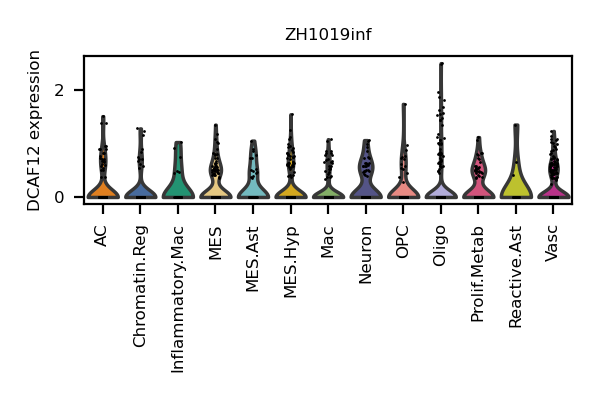 ZH1019inf
DCAF12 expression
2
0
AC
Chromatin.Reg
Inflammatory.Mac
MES
MES.Ast
MES.Hyp
Mac
Neuron
OPC
Oligo
Prolif.Metab
Reactive.Ast
Vasc